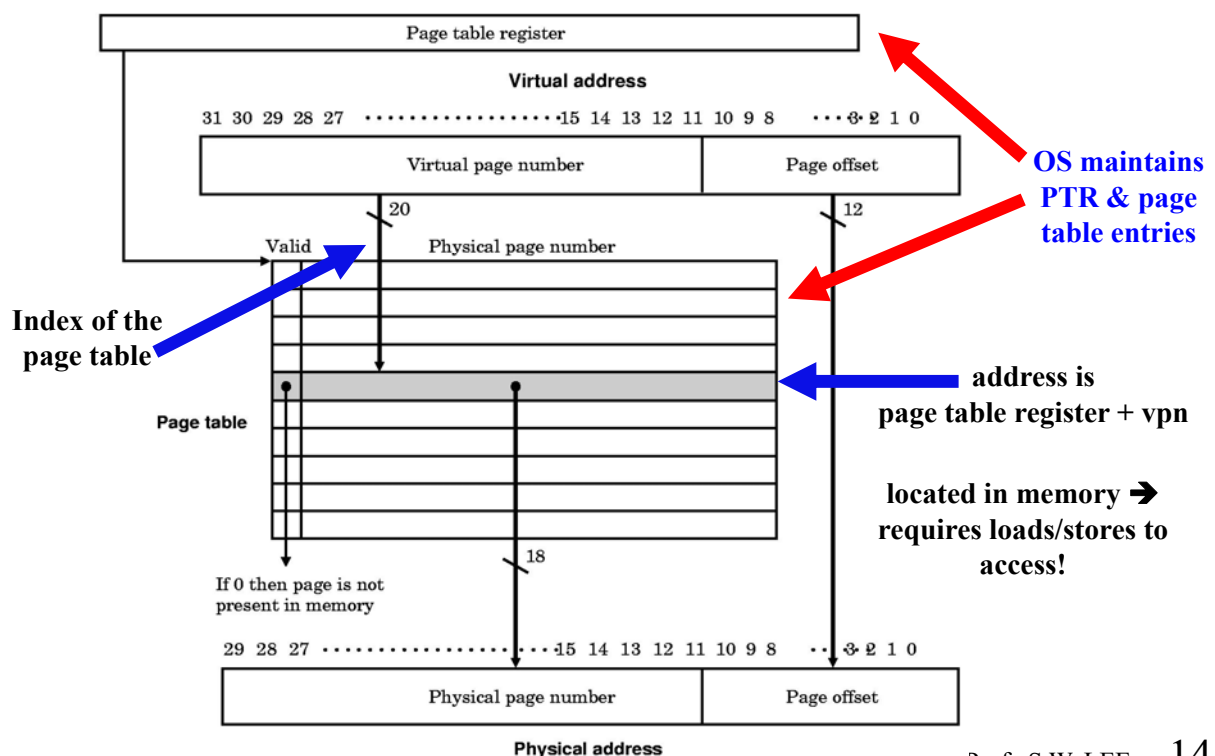 Page table register
Virtual address
31 30 29 28 27 ··················15 14 13 12 11 10 9 8 ·····3 2 1 0
Virtual page number Page offset
20 12
OS maintains
PTR & page
table entries
Valid Physical page number
Index of the
page table
Page table
address is
page table register + vpn
located in memory ➔
requires loads/stores to
access!
18
If 0 then page is not
present in memory
29 28 27 ······················15 14 13 12 11 10 9 8 ·····3 2 1 0
Physical page number Page offset
Physical address
S.W. LEE 14